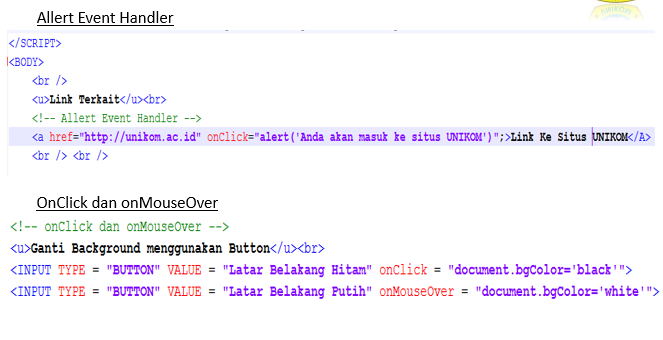 Allert Event Handler
</SCRIPT>
<BODY>
<br />
<u>Link Terkait</u><br>
<!-- Allert Event Handler -->
<a href="http://unikom.ac.id" onClick="alert('Anda akan masuk ke situs UNIKOM')";>Link Ke Situs UNIKOM</A>
<br /> <br />
OnClick dan onMouseOver
<!-- onClick dan onMouseOver -->
<u>Ganti Background menggunakan Button</u><br>
<INPUT TYPE = "BUTTON" VALUE = "Latar Belakang Hitam" onClick = "document.bgColor='black'">
<INPUT TYPE = "BUTTON" VALUE = "Latar Belakang Putih" onMouseOver = "document.bgColor='white'">